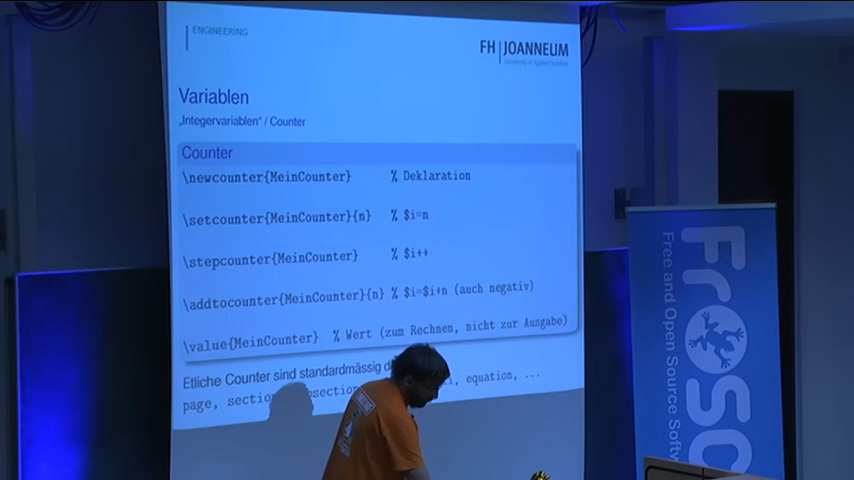 ENGINEERING
FH JOANNEUM
University of Applied Sciences
Variablen
„Integervariablen“ / Counter
Counter
\newcounter{MeinCounter} % Deklaration
\setcounter{MeinCounter}{n} % $i=n
\stepcounter{MeinCounter} % $i++
\addtocounter{MeinCounter}{n} % $i=$i+n (auch negativ)
\value{MeinCounter} % Wert (zum Rechnen, nicht zur Ausgabe)
Etliche Counter sind standardmässig
page, equation, ...
FrOSC
Free and Open Source